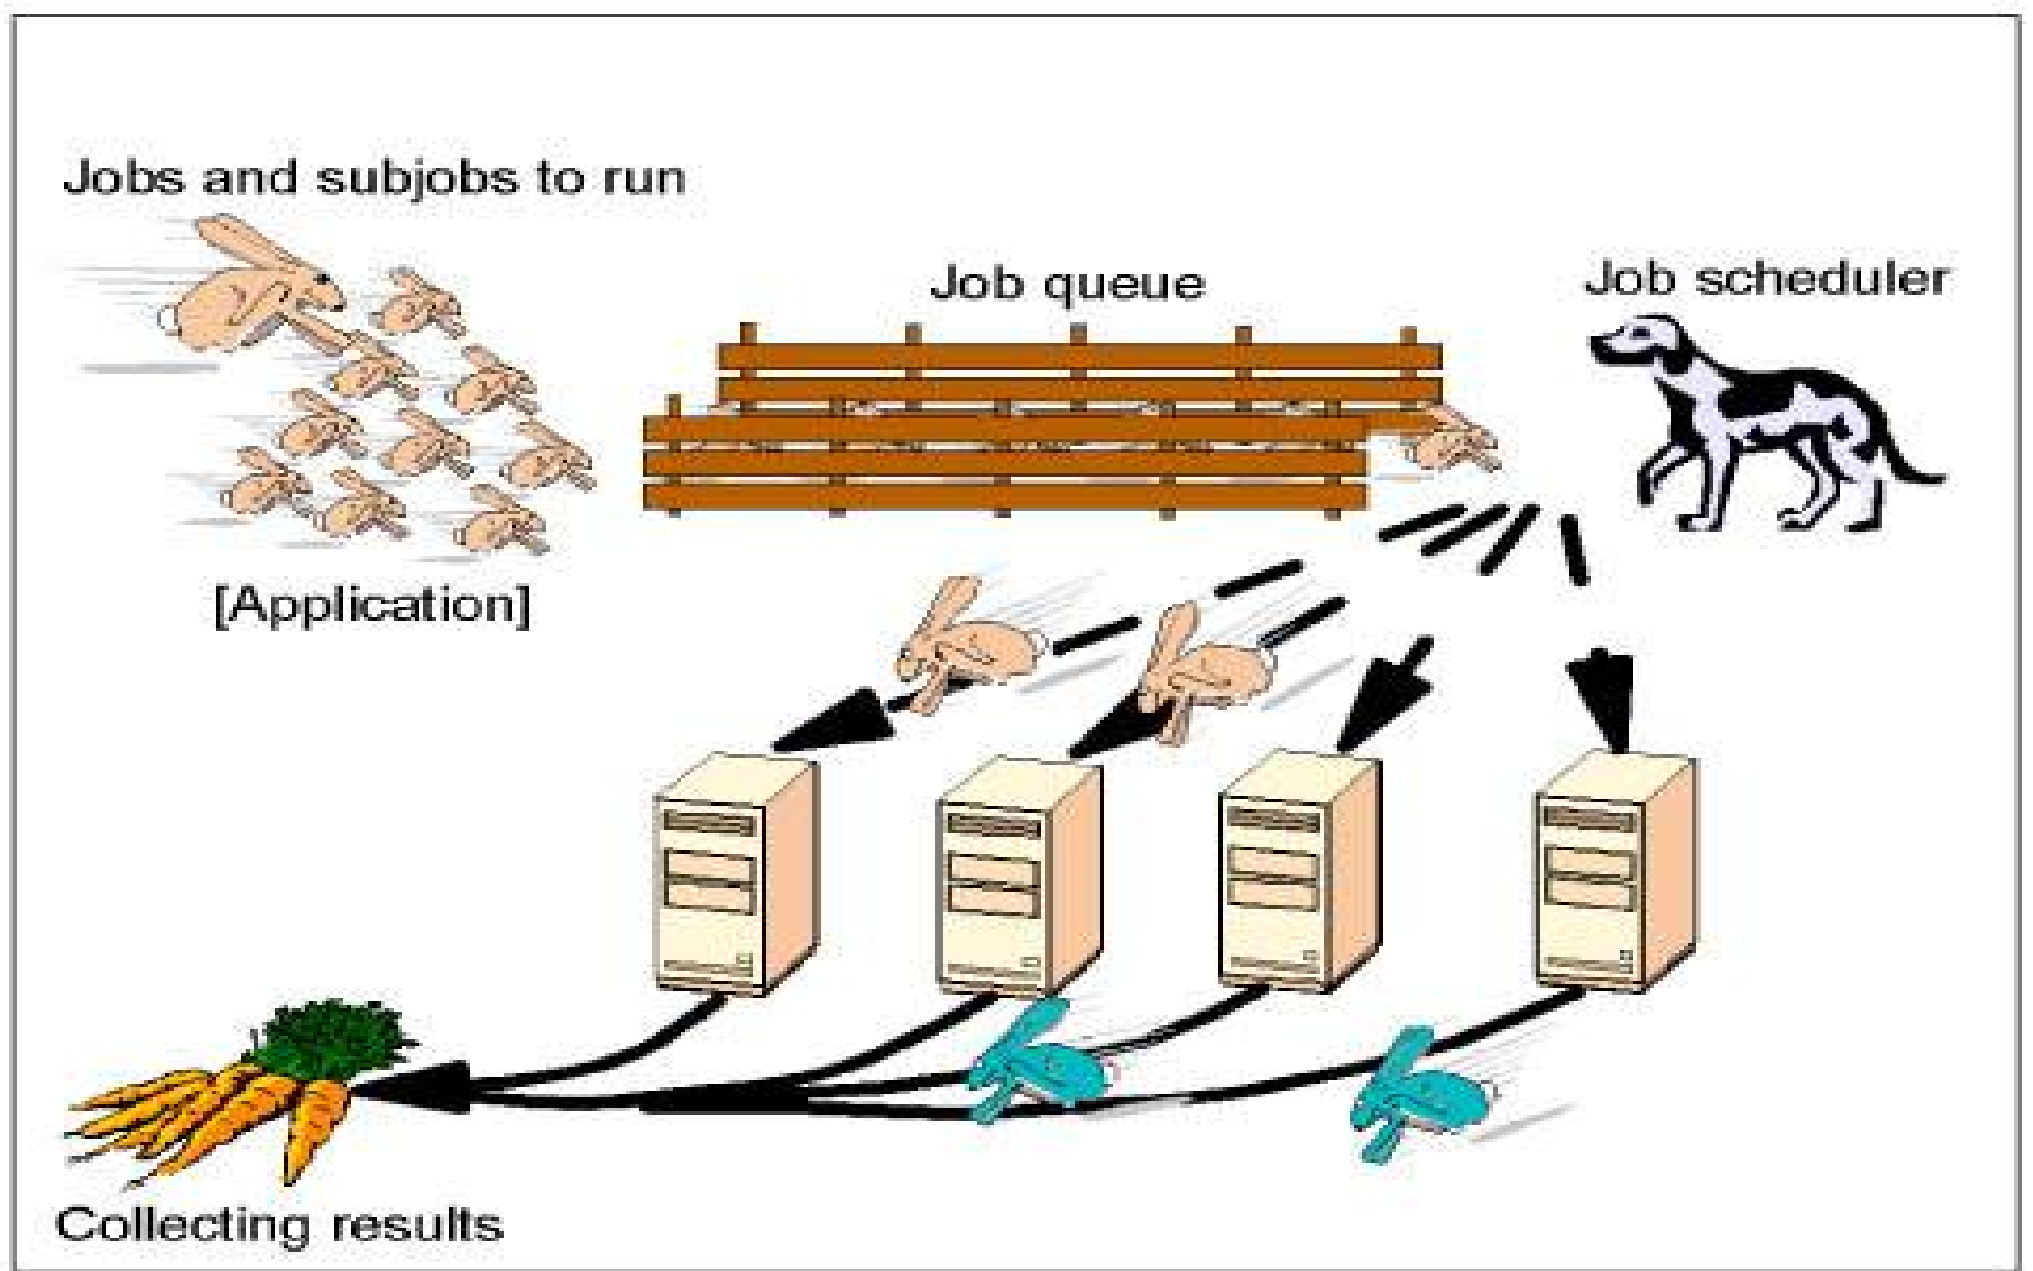 Jobs and subjobs to run
Job queue
Job scheduler
[Application]
Collecting results